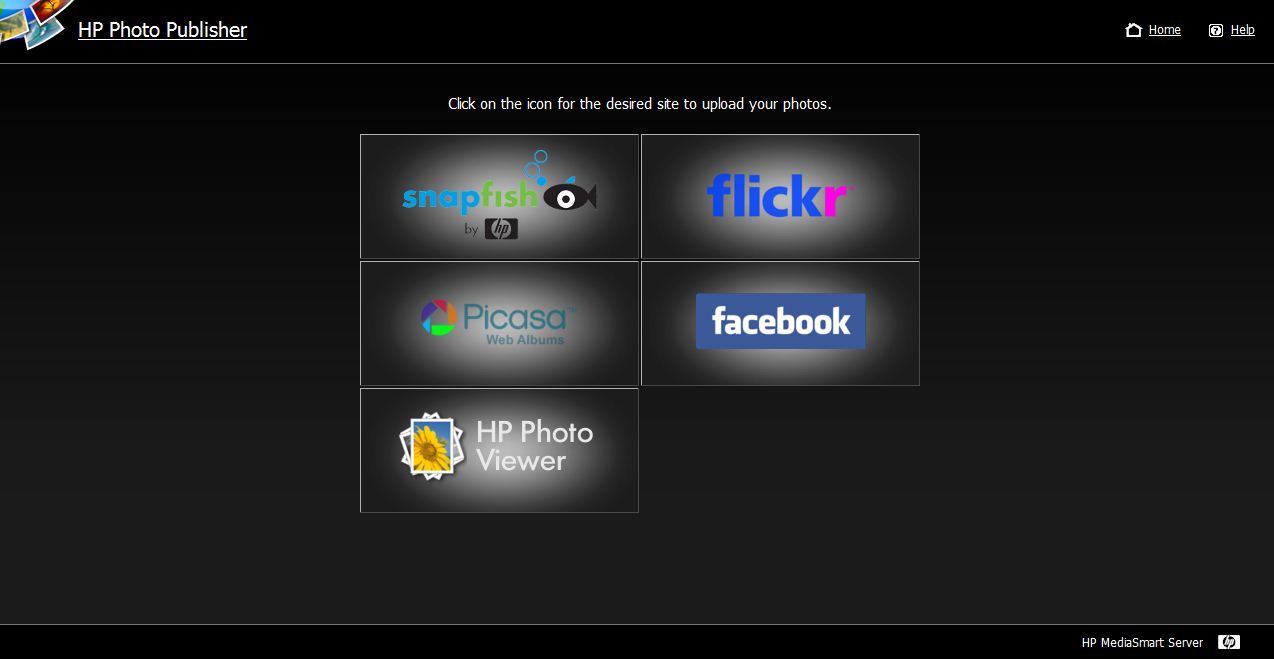 HP Photo Publisher
Home
Help
Click on the icon for the desired site to upload your photos.
snapfish
by hp
flickr
Picasa™
Web Albums
facebook
HP Photo
Viewer
HP MediaSmart Server
hp